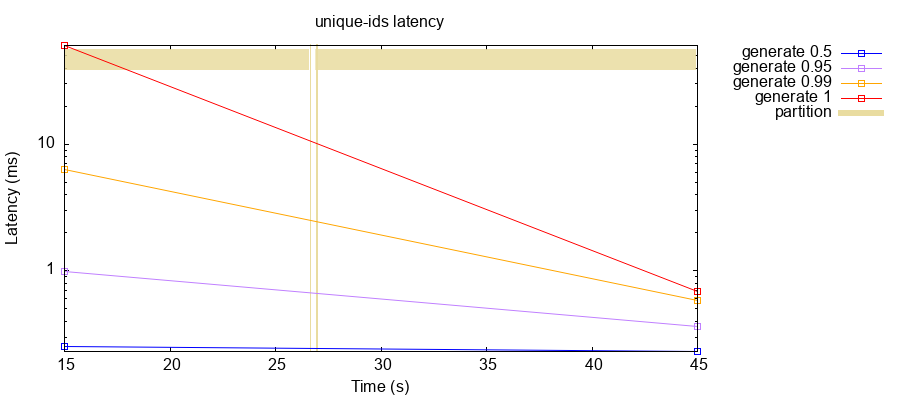 unique-ids latency
generate 0.5
generate 0.95
generate 0.99
generate 1
partition
10
1
Latency (ms)
15 20 25 30 35 40 45
Time (s)